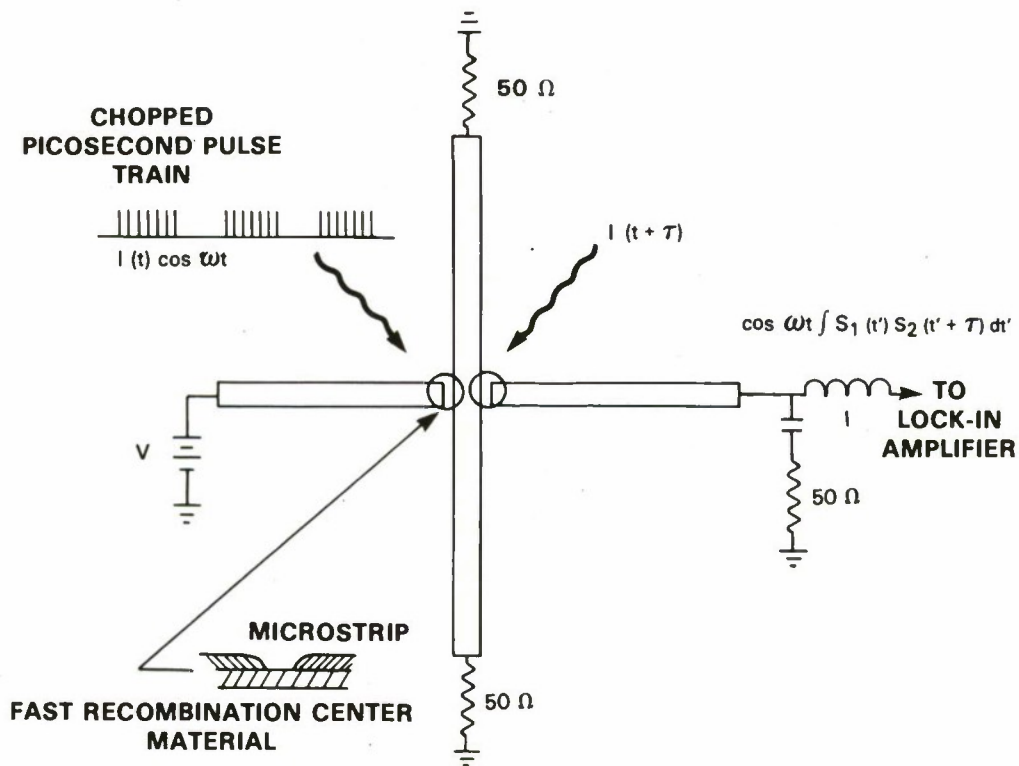 50 Ω
CHOPPED
PICOSECOND PULSE
TRAIN
I (t) cos ωt
I (t + τ)
cos ωt ∫ S₁ (t′) S₂ (t′ + τ) dt′
TO
LOCK-IN
AMPLIFIER
I
V
50 Ω
MICROSTRIP
50 Ω
FAST RECOMBINATION CENTER
MATERIAL